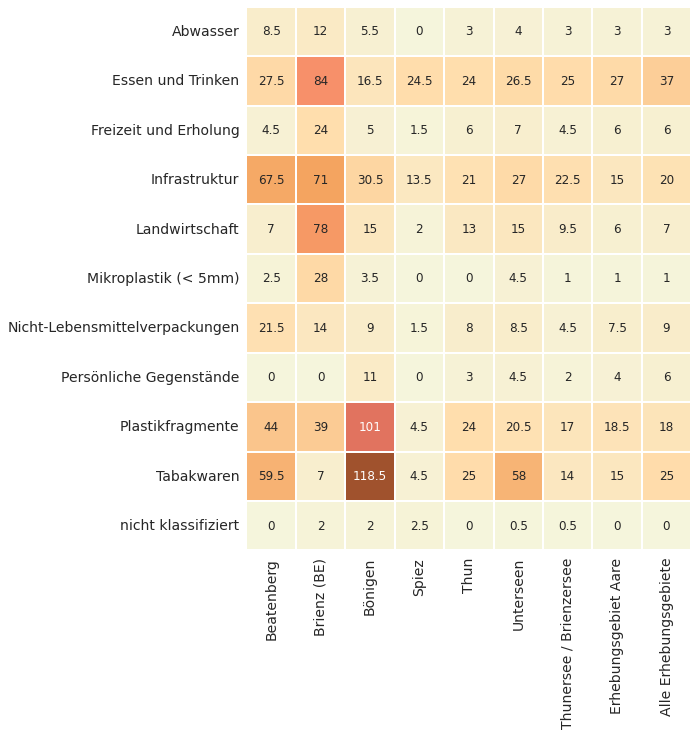 Abwasser 8.5 12 5.5 0 3 4 3 3 3
Essen und Trinken 27.5 84 16.5 24.5 24 26.5 25 27 37
Freizeit und Erholung 4.5 24 5 1.5 6 7 4.5 6 6
Infrastruktur 67.5 71 30.5 13.5 21 27 22.5 15 20
Landwirtschaft 7 78 15 2 13 15 9.5 6 7
Mikroplastik (< 5mm) 2.5 28 3.5 0 0 4.5 1 1 1
Nicht-Lebensmittelverpackungen 21.5 14 9 1.5 8 8.5 4.5 7.5 9
Persönliche Gegenstände 0 0 11 0 3 4.5 2 4 6
Plastikfragmente 44 39 101 4.5 24 20.5 17 18.5 18
Tabakwaren 59.5 7 118.5 4.5 25 58 14 15 25
nicht klassifiziert 0 2 2 2.5 0 0.5 0.5 0 0
Beatenberg
Brienz (BE)
Bönigen
Spiez
Thun
Unterseen
Thunersee / Brienzersee
Erhebungsgebiet Aare
Alle Erhebungsgebiete